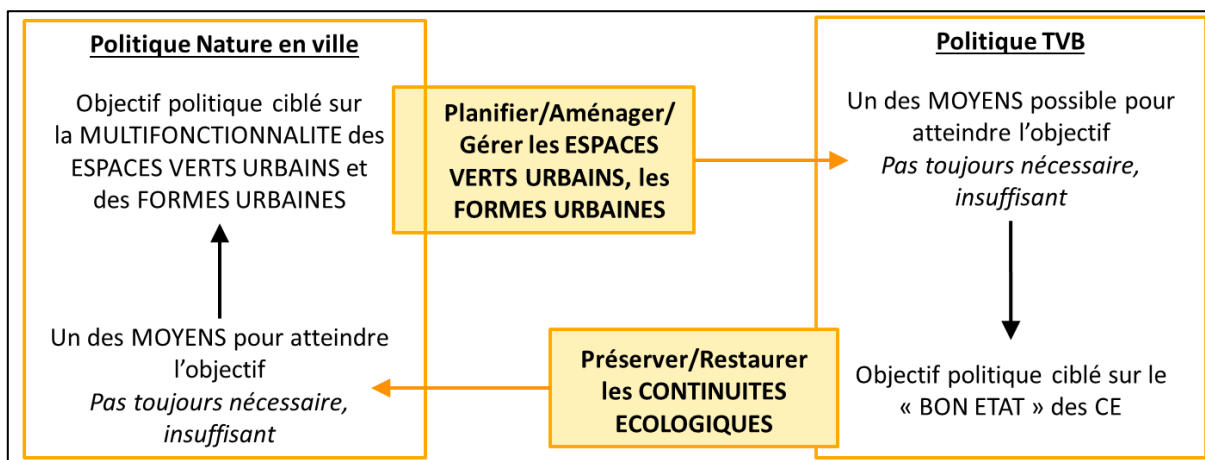 Politique Nature en ville
Objectif politique ciblé sur
la MULTIFONCTIONNALITE des
ESPACES VERTS URBAINS et
des FORMES URBAINES
Un des MOYENS pour atteindre
l’objectif
Pas toujours nécessaire,
insuffisant
Planifier/Aménager/
Gérer les ESPACES
VERTS URBAINS, les
FORMES URBAINES
Préserver/Restaurer
les CONTINUITES
ECOLOGIQUES
Politique TVB
Un des MOYENS possible pour
atteindre l’objectif
Pas toujours nécessaire,
insuffisant
Objectif politique ciblé sur le
« BON ETAT » des CE